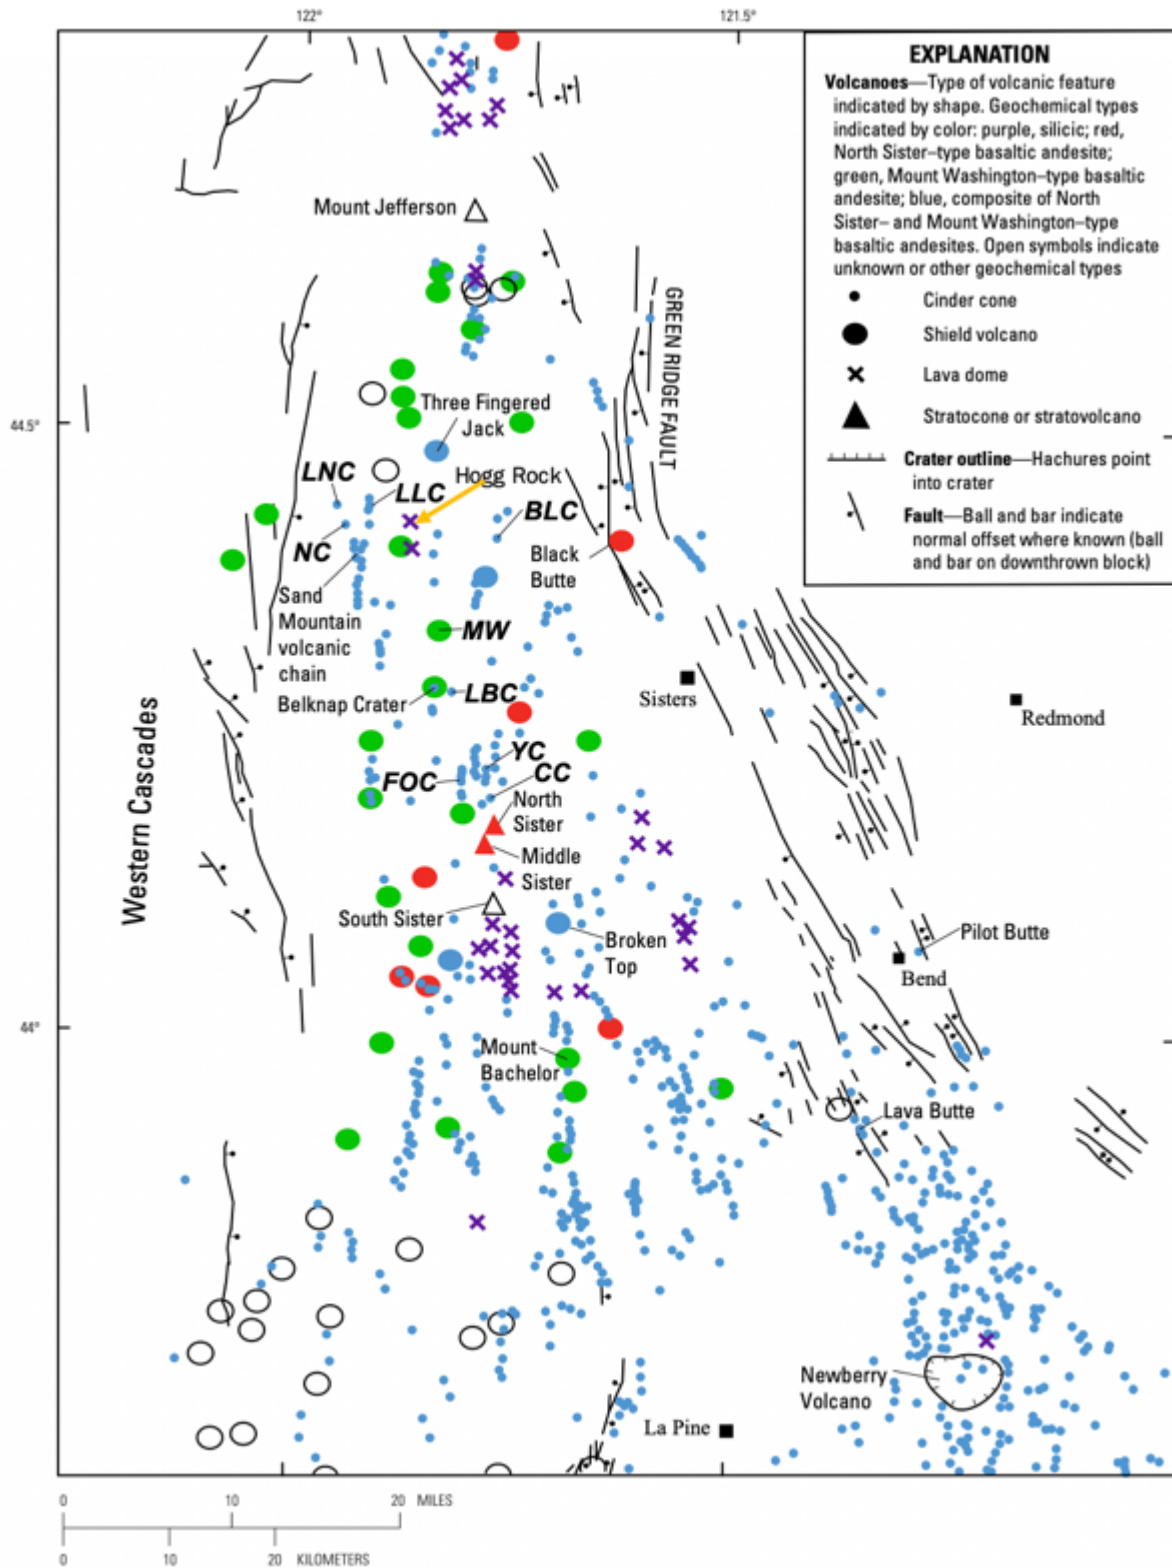 122°
121.5°
EXPLANATION
Volcanoes—Type of volcanic feature
indicated by shape. Geochemical types
indicated by color: purple, silicic; red,
North Sister–type basaltic andesite;
green, Mount Washington–type basaltic
andesite; blue, composite of North
Sister– and Mount Washington–type
basaltic andesites. Open symbols indicate
unknown or other geochemical types
Cinder cone
Shield volcano
Lava dome
Stratocone or stratovolcano
Crater outline—Hachures point
into crater
Fault—Ball and bar indicate
normal offset where known (ball
and bar on downthrown block)
Mount Jefferson
GREEN RIDGE FAULT
44.5°
Three Fingered
Jack
LNC
LLC
Hogg Rock
BLC
NC
Black
Butte
Sand
Mountain
volcanic
chain
MW
Belknap Crater
LBC
Sisters
Redmond
Western Cascades
YC
FOC
CC
North
Sister
Middle
Sister
South Sister
Broken
Top
Pilot Butte
Bend
44°
Mount
Bachelor
Lava Butte
Newberry
Volcano
La Pine
0 10 20 MILES
0 10 20 KILOMETERS